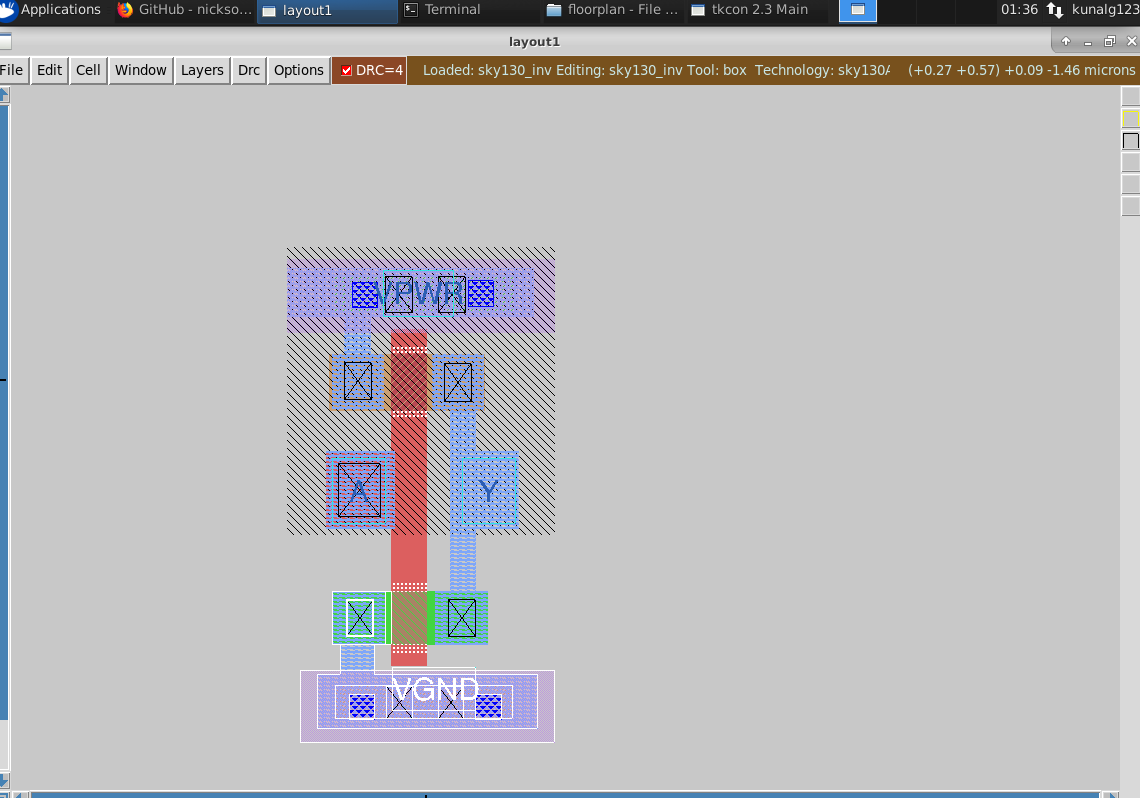 Applications GitHub - nickso... layout1 Terminal floorplan - File ... tkcon 2.3 Main 01:36 kunalg123
layout1
File Edit Cell Window Layers Drc Options DRC=4 Loaded: sky130_inv Editing: sky130_inv Tool: box Technology: sky130A (+0.27 +0.57) +0.09 -1.46 microns
VPWR
A Y
VGND